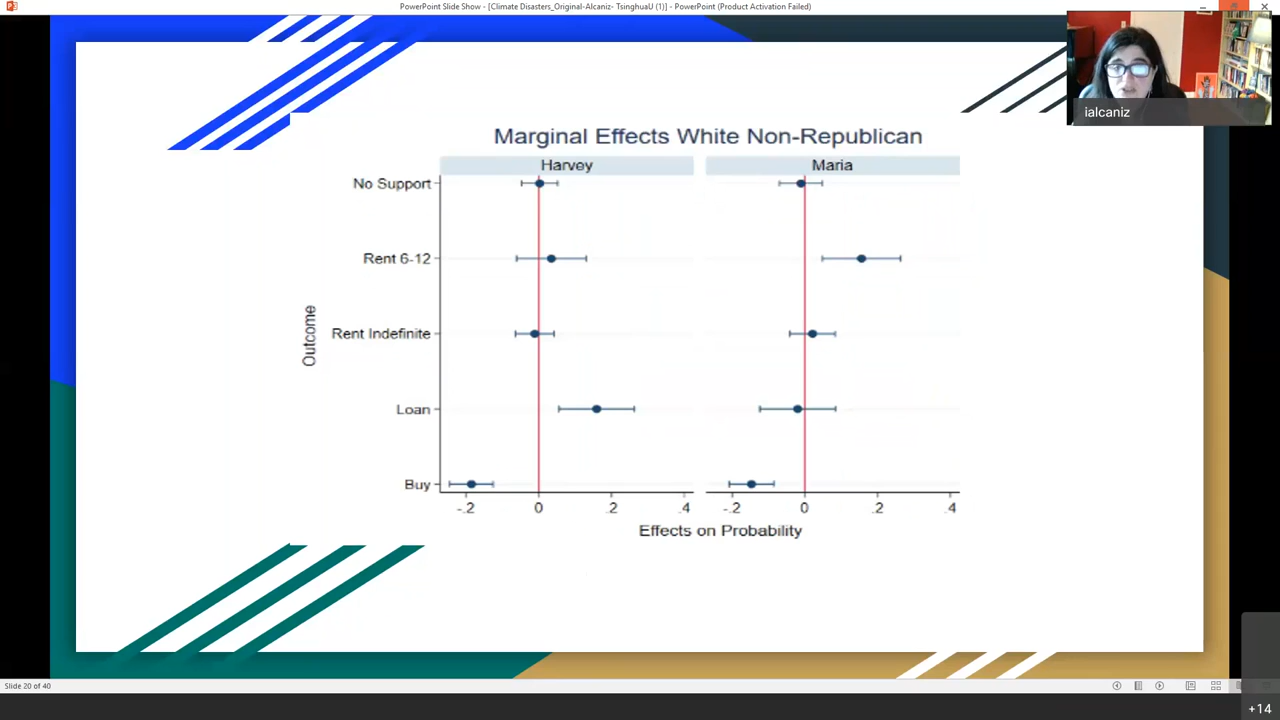 PowerPoint Slide Show - [Climate Disasters_Original-Alcaniz- TsinghuaU (1)] - PowerPoint (Product Activation Failed)
ialcaniz
Marginal Effects White Non-Republican
Harvey Maria
No Support
Rent 6-12
Rent Indefinite
Loan
Buy
Outcome
-.2 0 .2 .4 -.2 0 .2 .4
Effects on Probability
Slide 20 of 40
+14